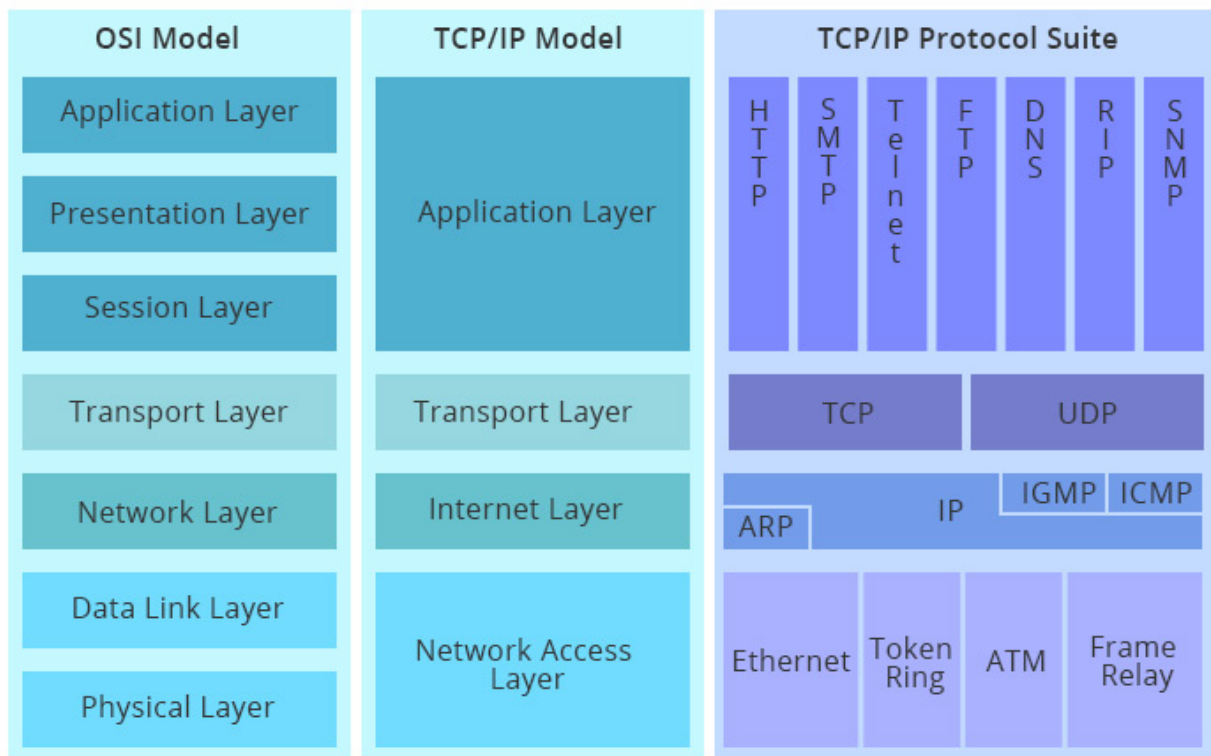 OSI Model
Application Layer
Presentation Layer
Session Layer
Transport Layer
Network Layer
Data Link Layer
Physical Layer
TCP/IP Model
Application Layer
Transport Layer
Internet Layer
Network Access
Layer
TCP/IP Protocol Suite
HTTP
SMTP
Telnet
FTP
DNS
RIP
SNMP
TCP
UDP
ARP
IP
IGMP
ICMP
Ethernet
Token
Ring
ATM
Frame
Relay